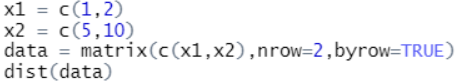 x1 = c(1,2)
x2 = c(5,10)
data = matrix(c(x1,x2),nrow=2,byrow=TRUE)
dist(data)